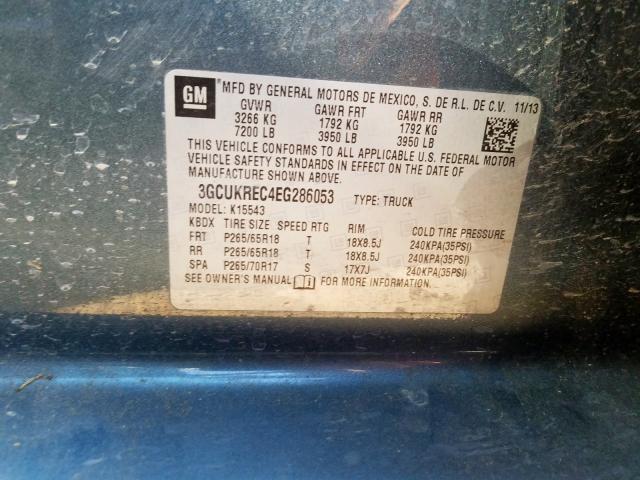 GM MFD BY GENERAL MOTORS DE MEXICO, S. DE R.L. DE C.V. 11/13
GVWR GAWR FRT GAWR RR
3266 KG 1792 KG 1792 KG
7200 LB 3950 LB 3950 LB
THIS VEHICLE CONFORMS TO ALL APPLICABLE U.S. FEDERAL MOTOR
VEHICLE SAFETY STANDARDS IN EFFECT ON THE DATE OF
MANUFACTURE SHOWN ABOVE.
3GCUKREC4EG286053 TYPE: TRUCK
MODEL: K15543
KBDX TIRE SIZE SPEED RTG RIM COLD TIRE PRESSURE
FRT P265/65R18 T 18X8.5J 240KPA(35PSI)
RR P265/65R18 T 18X8.5J 240KPA(35PSI)
SPA P265/70R17 S 17X7J 240KPA(35PSI)
SEE OWNER'S MANUAL FOR MORE INFORMATION.